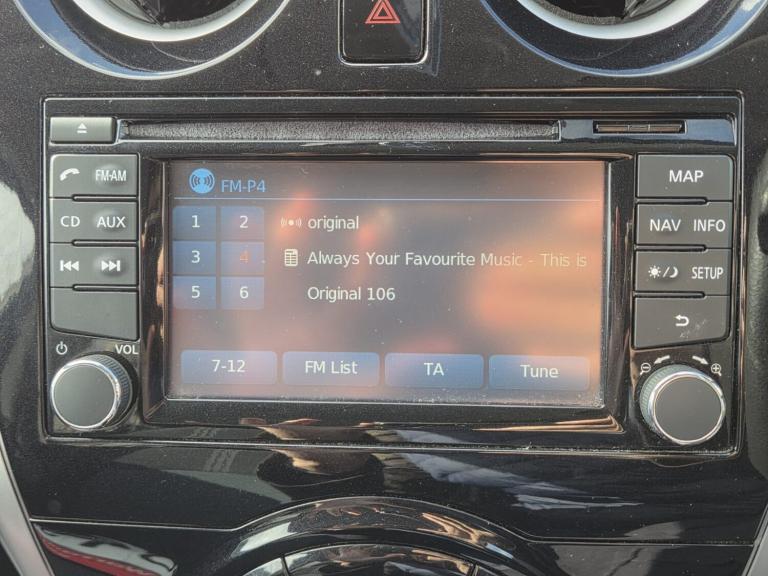 FM-P4
FM·AM
MAP
1 2 original
CD AUX
NAV INFO
3 4 Always Your Favourite Music - This is
SETUP
5 6 Original 106
VOL
7-12 FM List TA Tune